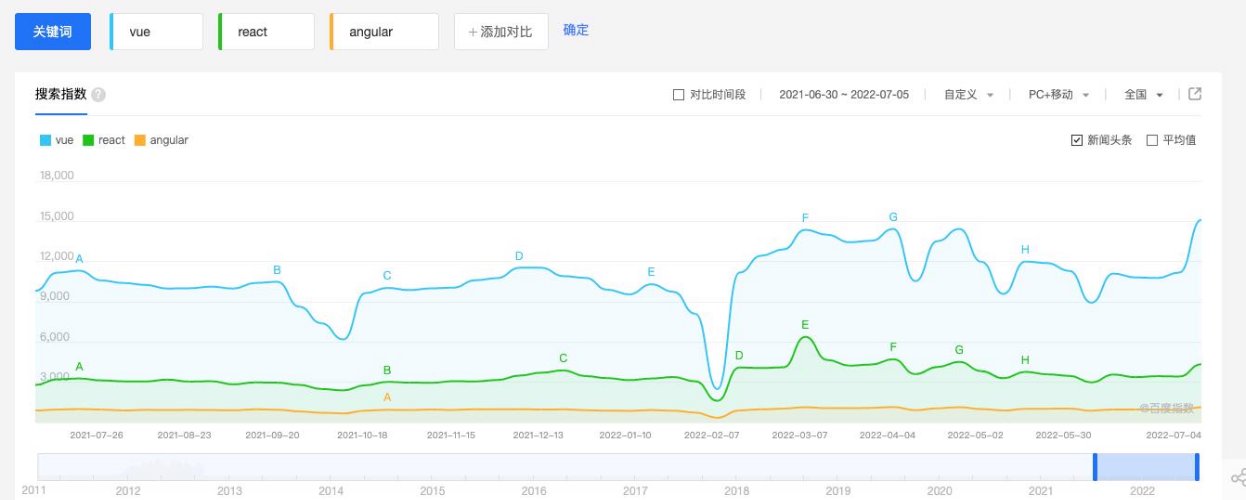 关键词 vue react angular +添加对比 确定
搜索指数 ? 对比时间段 2021-06-30 ~ 2022-07-05 自定义 PC+移动 全国
vue react angular 新闻头条 平均值
18,000
15,000
F G
12,000
A B C D E H
9,000
6,000
E
3,000
A B C D F G H
A
@百度指数
2021-07-26 2021-08-23 2021-09-20 2021-10-18 2021-11-15 2021-12-13 2022-01-10 2022-02-07 2022-03-07 2022-04-04 2022-05-02 2022-05-30 2022-07-04
2011 2012 2013 2014 2015 2016 2017 2018 2019 2020 2021 2022